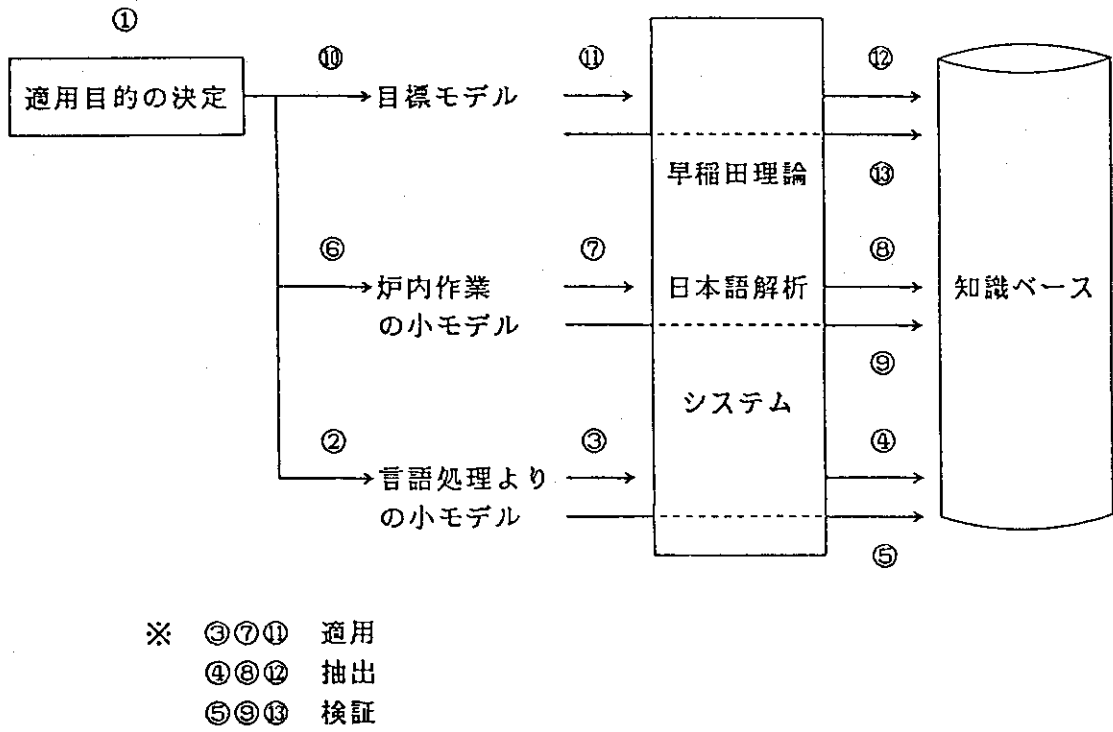 ①
適用目的の決定
⑩
目標モデル
⑪
⑫
⑬
⑥
炉内作業
の小モデル
⑦
⑧
⑨
②
言語処理より
の小モデル
③
④
⑤
早稲田理論
日本語解析
システム
知識ベース
※ ③⑦⑪ 適用
④⑧⑫ 抽出
⑤⑨⑬ 検証